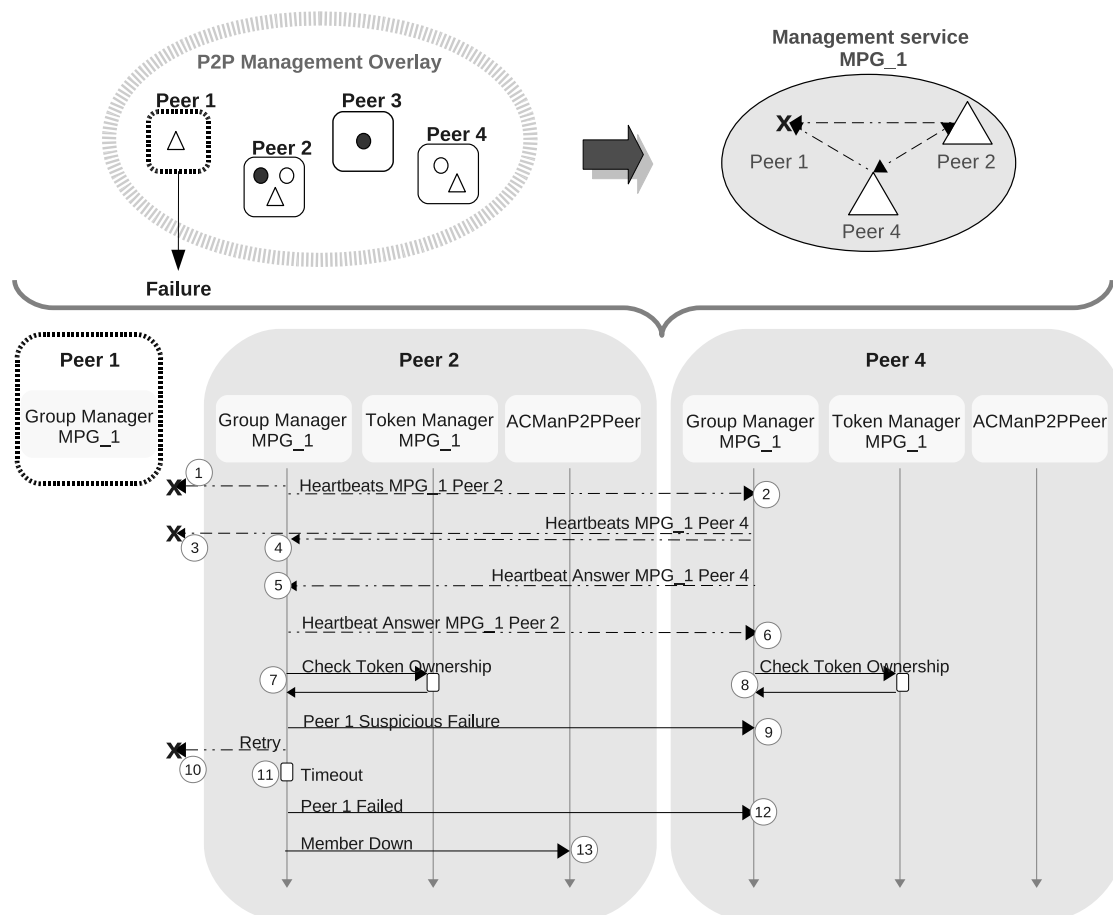 Management service
MPG_1
P2P Management Overlay
Peer 1
Peer 3
Peer 2
Peer 4
Peer 1
Peer 2
Peer 4
Failure
Peer 1
Peer 2
Peer 4
Group Manager
MPG_1
Group Manager
MPG_1
Token Manager
MPG_1
ACManP2PPeer
Group Manager
MPG_1
Token Manager
MPG_1
ACManP2PPeer
1
X
Heartbeats MPG_1 Peer 2
2
X
Heartbeats MPG_1 Peer 4
3
4
Heartbeat Answer MPG_1 Peer 4
5
Heartbeat Answer MPG_1 Peer 2
6
Check Token Ownership
7
Check Token Ownership
8
Peer 1 Suspicious Failure
9
Retry
X
10
11
Timeout
Peer 1 Failed
12
Member Down
13
X